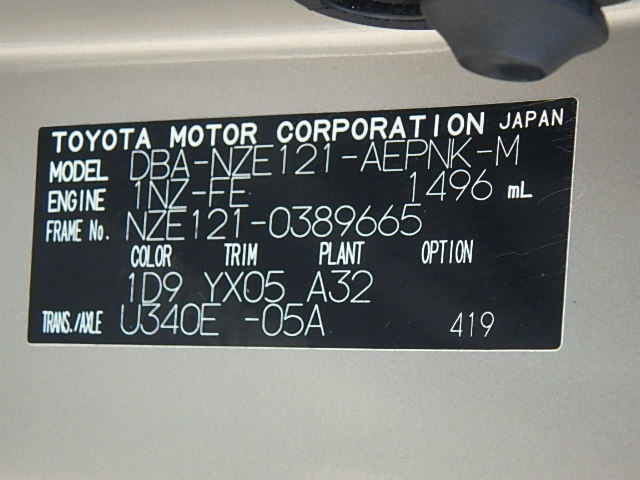 TOYOTA MOTOR CORPORATION JAPAN
MODEL DBA-NZE121-AEPNK-M
ENGINE 1NZ-FE 1496 mL
FRAME No. NZE121-0389665
COLOR TRIM PLANT OPTION
1D9 YX05 A32
TRANS./AXLE U340E -05A 419